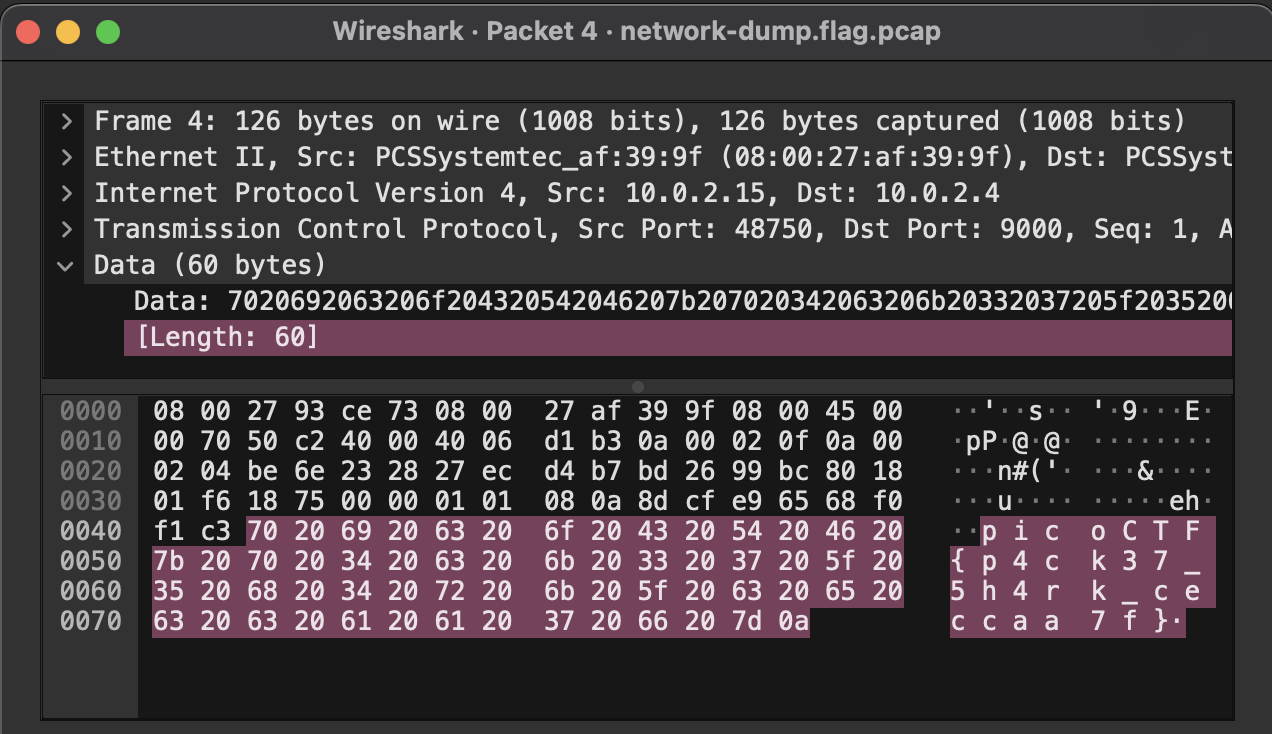 Wireshark · Packet 4 · network-dump.flag.pcap
Frame 4: 126 bytes on wire (1008 bits), 126 bytes captured (1008 bits)
Ethernet II, Src: PCSSystemtec_af:39:9f (08:00:27:af:39:9f), Dst: PCSSyst
Internet Protocol Version 4, Src: 10.0.2.15, Dst: 10.0.2.4
Transmission Control Protocol, Src Port: 48750, Dst Port: 9000, Seq: 1, A
Data (60 bytes)
Data: 7020692063206f204320542046207b207020342063206b20332037205f2035206
[Length: 60]
0000 08 00 27 93 ce 73 08 00 27 af 39 9f 08 00 45 00 ··'··s·· '·9···E·
0010 00 70 50 c2 40 00 40 06 d1 b3 0a 00 02 0f 0a 00 ·pP·@·@· ········
0020 02 04 be 6e 23 28 27 ec d4 b7 bd 26 99 bc 80 18 ···n#('· ···&····
0030 01 f6 18 75 00 00 01 01 08 0a 8d cf e9 65 68 f0 ···u···· ·····eh·
0040 f1 c3 70 20 69 20 63 20 6f 20 43 20 54 20 46 20 ··p i c o C T F
0050 7b 20 70 20 34 20 63 20 6b 20 33 20 37 20 5f 20 { p 4 c k 3 7 _
0060 35 20 68 20 34 20 72 20 6b 20 5f 20 63 20 65 20 5 h 4 r k _ c e
0070 63 20 63 20 61 20 61 20 37 20 66 20 7d 0a c c a a 7 f }·